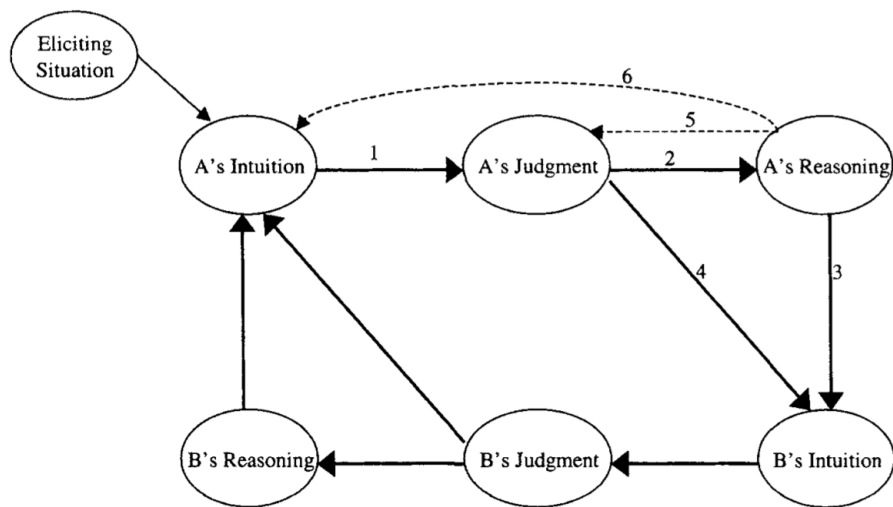 Eliciting
Situation
6
5
A's Intuition
1
A's Judgment
2
A's Reasoning
4
3
B's Reasoning
B's Judgment
B's Intuition